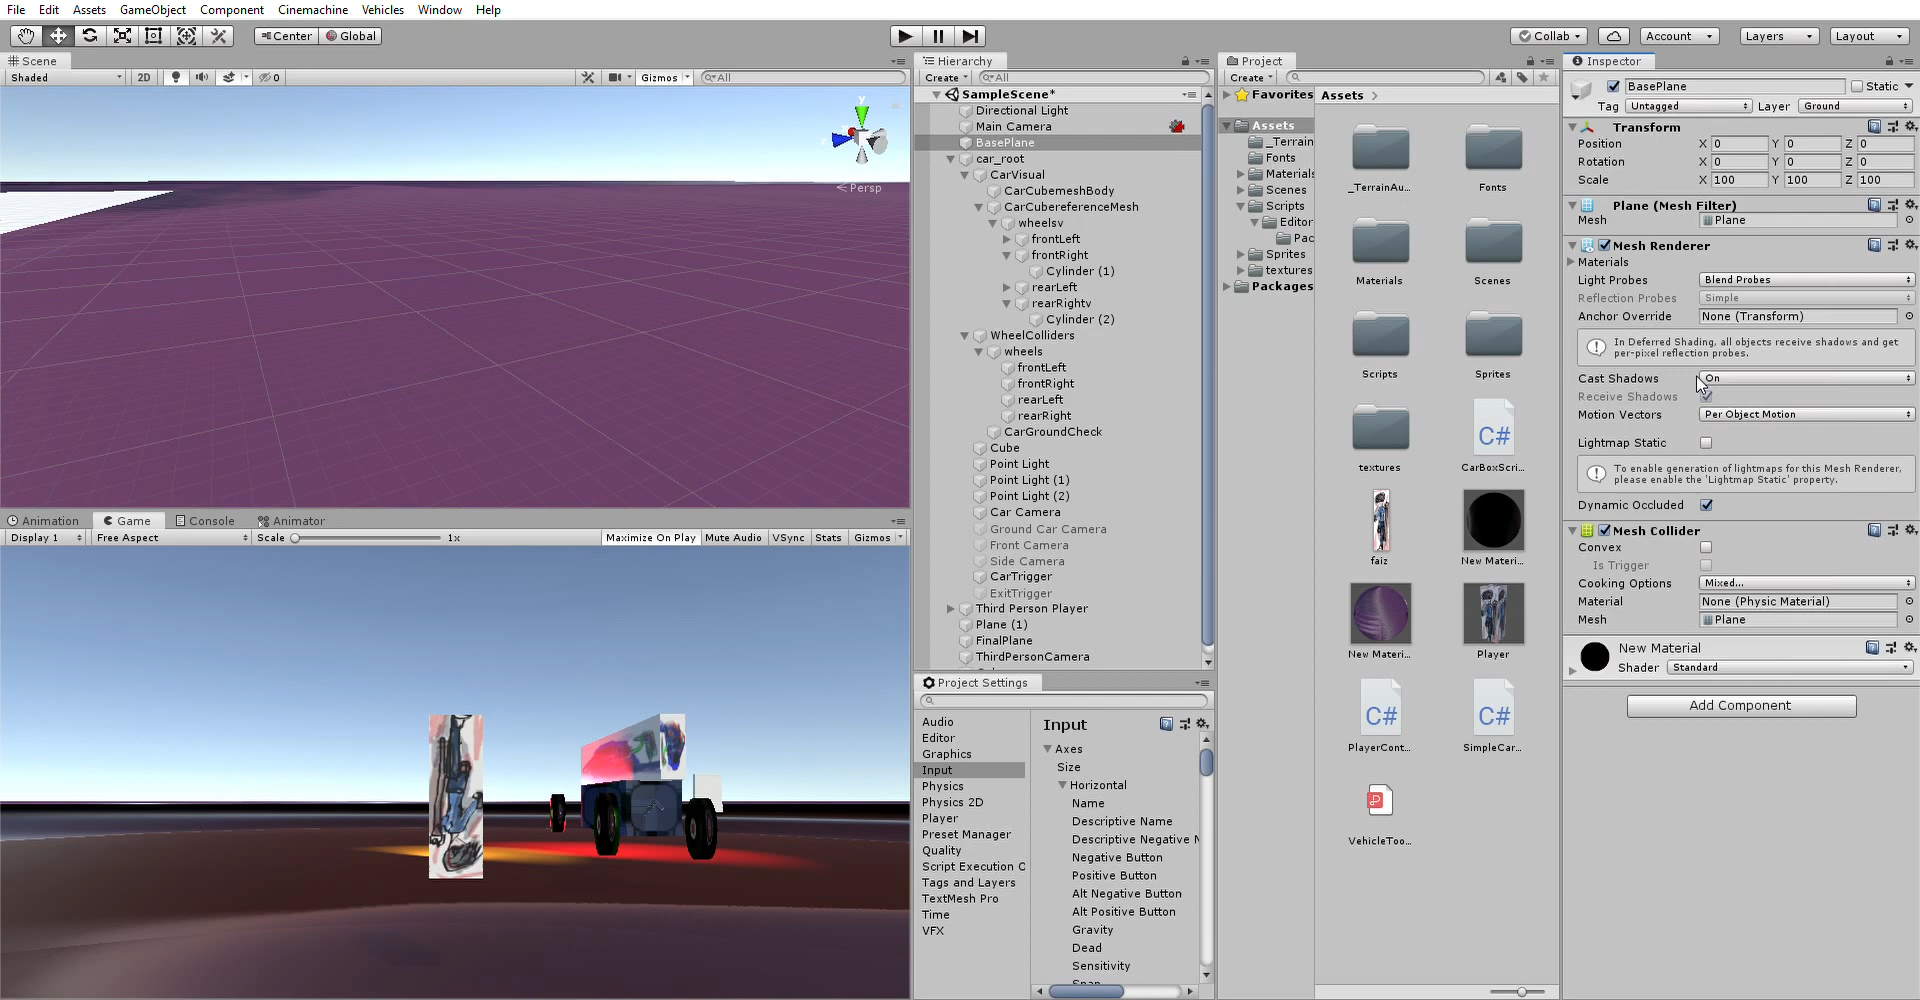 File Edit Assets GameObject Component Cinemachine Vehicles Window Help
Center Global
Collab Account Layers Layout
Scene
Shaded 2D 0 Gizmos All
y
Persp
Animation Game Console Animator
Display 1 Free Aspect Scale 1x Maximize On Play Mute Audio VSync Stats Gizmos
Hierarchy
Create All
SampleScene*
Directional Light
Main Camera
BasePlane
car_root
CarVisual
CarCubemeshBody
CarCubereferenceMesh
wheelsv
frontLeft
frontRight
Cylinder (1)
rearLeft
rearRightv
Cylinder (2)
WheelColliders
wheels
frontLeft
frontRight
rearLeft
rearRight
CarGroundCheck
Cube
Point Light
Point Light (1)
Point Light (2)
Car Camera
Ground Car Camera
Front Camera
Side Camera
CarTrigger
ExitTrigger
Third Person Player
Plane (1)
FinalPlane
ThirdPersonCamera
Project Settings
Audio
Editor
Graphics
Input
Physics
Physics 2D
Player
Preset Manager
Quality
Script Execution O
Tags and Layers
TextMesh Pro
Time
VFX
Input
Axes
Size
Horizontal
Name
Descriptive Name
Descriptive Negative N
Negative Button
Positive Button
Alt Negative Button
Alt Positive Button
Gravity
Dead
Sensitivity
Snap
Project
Create
Favorites
Assets
_Terrain
Fonts
Materials
Scenes
Scripts
Editor
Pac
Sprites
textures
Packages
Assets
_TerrainAu... Fonts
Materials Scenes
Scripts Sprites
C#
textures CarBoxScri...
faiz New Materi...
New Materi... Player
C# C#
PlayerCont... SimpleCar...
VehicleToo...
Inspector
BasePlane Static
Tag Untagged Layer Ground
Transform
Position X 0 Y 0 Z 0
Rotation X 0 Y 0 Z 0
Scale X 100 Y 100 Z 100
Plane (Mesh Filter)
Mesh Plane
Mesh Renderer
Materials
Light Probes Blend Probes
Reflection Probes Simple
Anchor Override None (Transform)
In Deferred Shading, all objects receive shadows and get
per-pixel reflection probes.
Cast Shadows On
Receive Shadows
Motion Vectors Per Object Motion
Lightmap Static
To enable generation of lightmaps for this Mesh Renderer,
please enable the 'Lightmap Static' property.
Dynamic Occluded
Mesh Collider
Convex
Is Trigger
Cooking Options Mixed...
Material None (Physic Material)
Mesh Plane
New Material
Shader Standard
Add Component